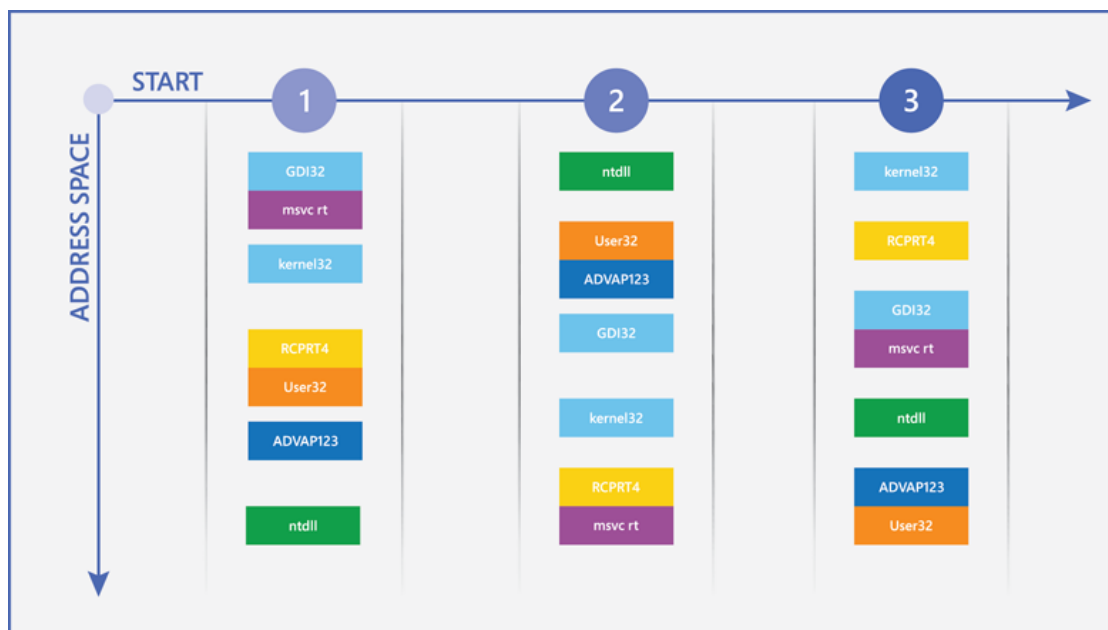 START
1
2
3
ADDRESS SPACE
GDI32
msvc rt
kernel32
RCPRT4
User32
ADVAP123
ntdll
ntdll
User32
ADVAP123
GDI32
kernel32
RCPRT4
msvc rt
kernel32
RCPRT4
GDI32
msvc rt
ntdll
ADVAP123
User32